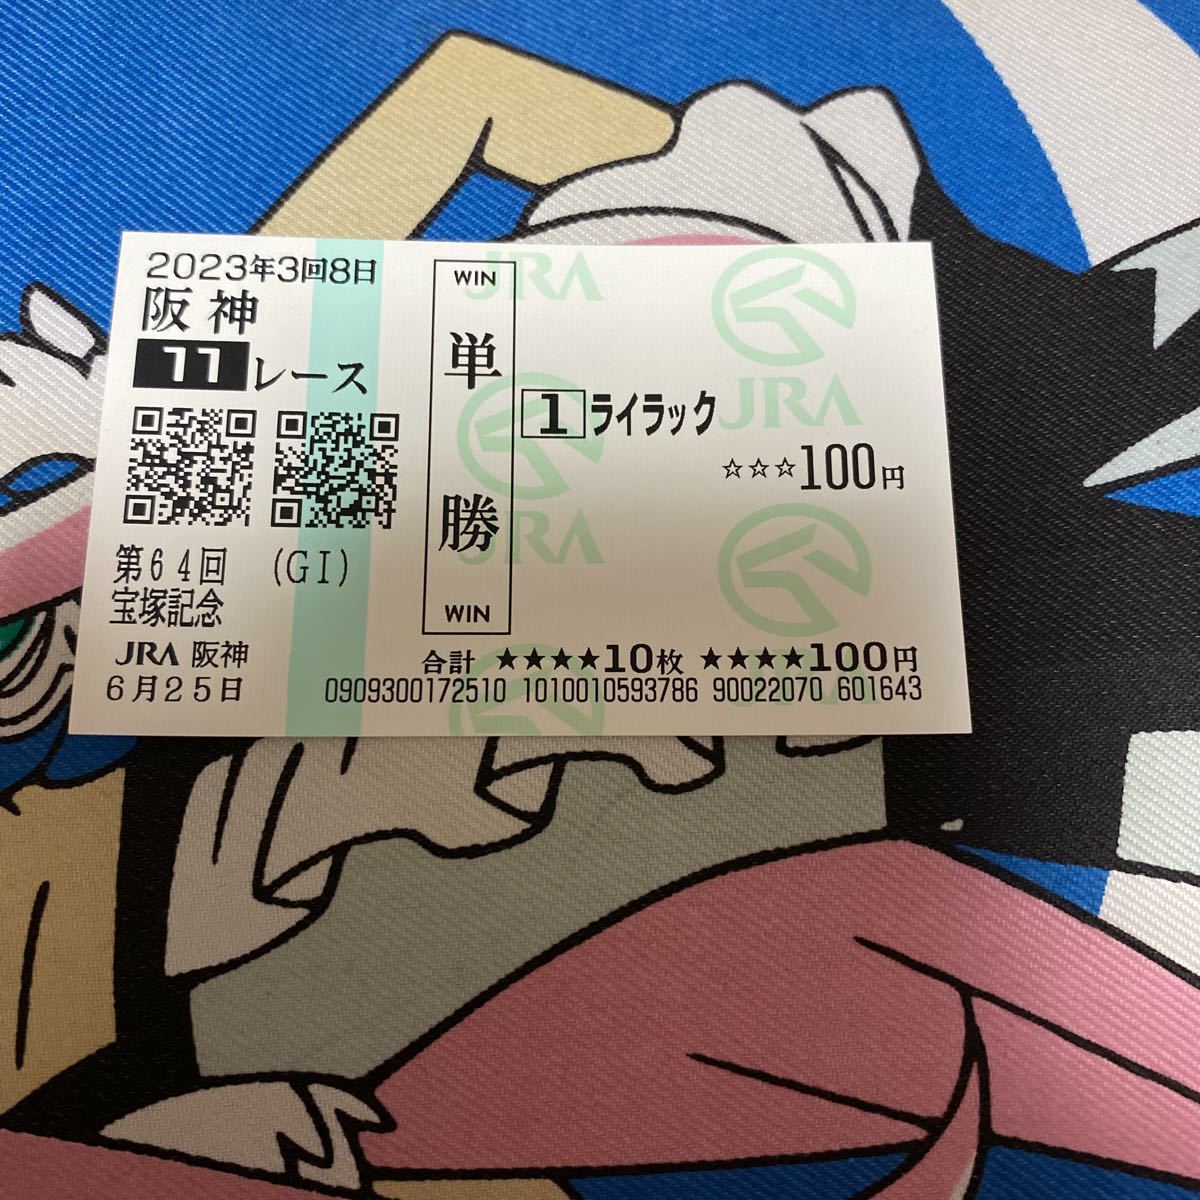 2023年3回8日
阪神
11レース
第64回 (GI)
宝塚記念
JRA 阪神
6月25日
WIN
単勝
WIN
1 ライラック
☆☆☆100円
合計 ★★★★10枚 ★★★★100円
0909300172510 1010010593786 90022070 601643
JRA
JRA
JRA